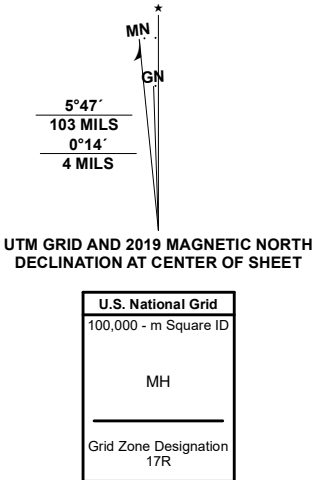 ★
MN
GN
5°47´
103 MILS
0°14´
4 MILS
UTM GRID AND 2019 MAGNETIC NORTH
DECLINATION AT CENTER OF SHEET
U.S. National Grid
100,000 - m Square ID
MH
Grid Zone Designation
17R